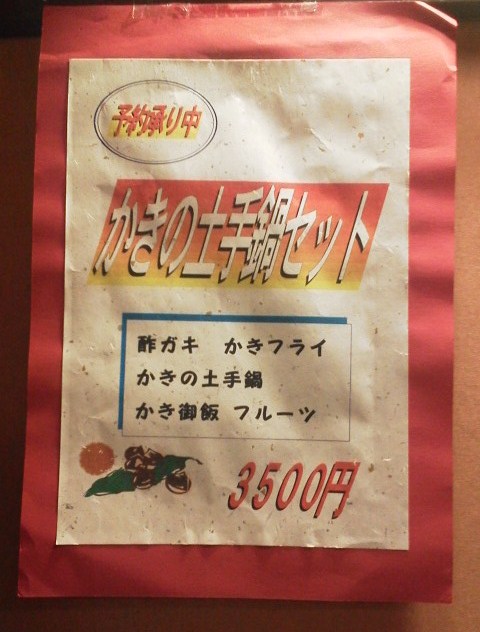 予約承り中
かきの土手鍋セット
酢ガキ かきフライ
かきの土手鍋
かき御飯 フルーツ
3500円